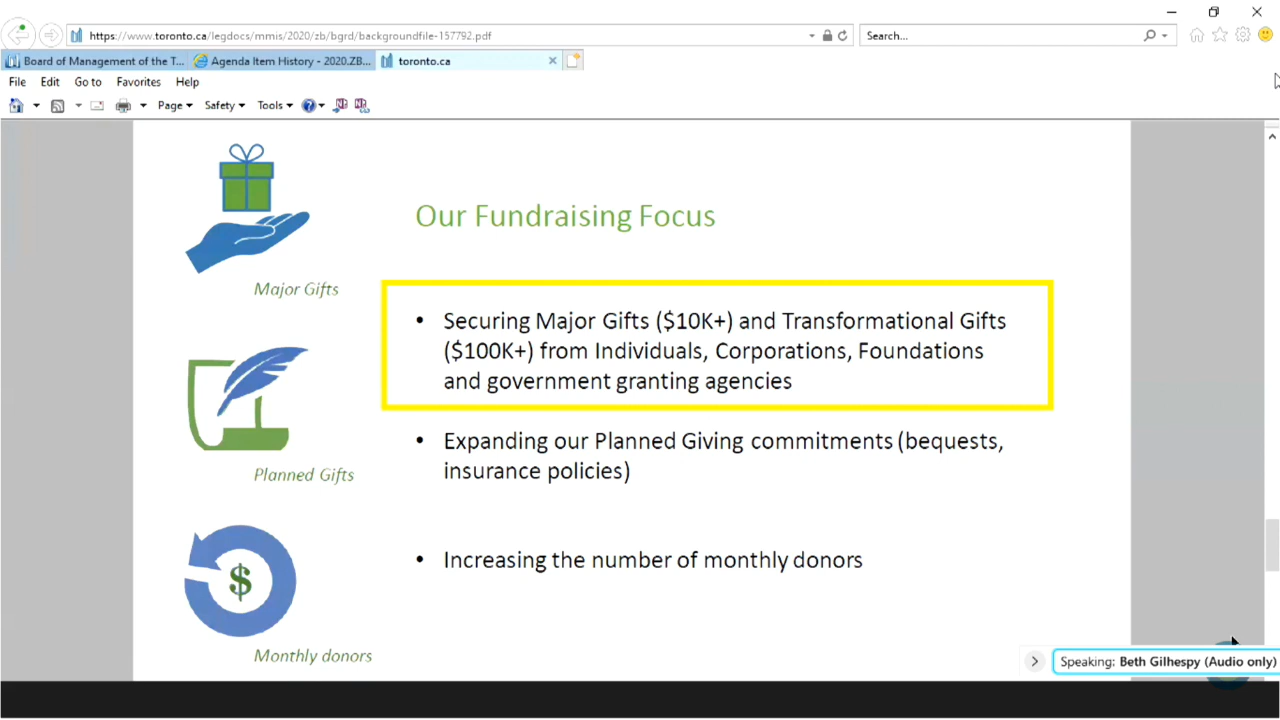 https://www.toronto.ca/legdocs/mmis/2020/zb/bgrd/backgroundfile-157792.pdf
Search...
Board of Management of the T...
Agenda Item History - 2020.ZB...
toronto.ca
File Edit Go to Favorites Help
Page Safety Tools
Our Fundraising Focus
Major Gifts
• Securing Major Gifts ($10K+) and Transformational Gifts
($100K+) from Individuals, Corporations, Foundations
and government granting agencies
• Expanding our Planned Giving commitments (bequests,
insurance policies)
Planned Gifts
$
• Increasing the number of monthly donors
Monthly donors
Speaking: Beth Gilhespy (Audio only)